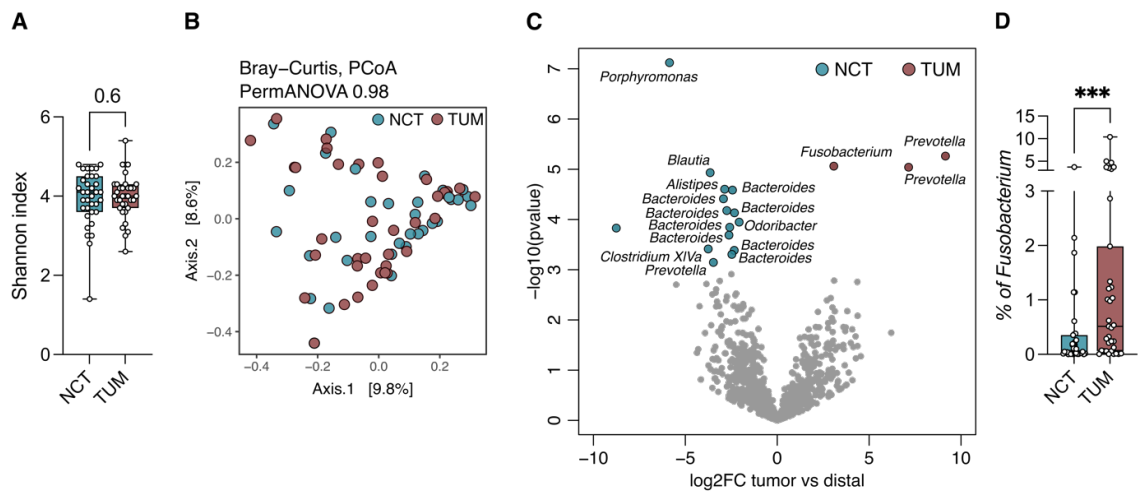 A
Shannon index
6
4
2
0
0.6
NCT
TUM
B
Bray−Curtis, PCoA
PermANOVA 0.98
NCT
TUM
Axis.2 [8.6%]
0.2
0.0
−0.2
−0.4
−0.4
−0.2
0.0
0.2
Axis.1 [9.8%]
C
−log10(pvalue)
7
6
5
4
3
2
1
0
NCT
TUM
Porphyromonas
Prevotella
Fusobacterium
Prevotella
Blautia
Alistipes
Bacteroides
Bacteroides
Bacteroides
Bacteroides
Bacteroides
Odoribacter
Bacteroides
Bacteroides
Clostridium XIVa
Bacteroides
Prevotella
−10
−5
0
5
10
log2FC tumor vs distal
D
% of Fusobacterium
15
10
5
3
2
1
0
***
NCT
TUM